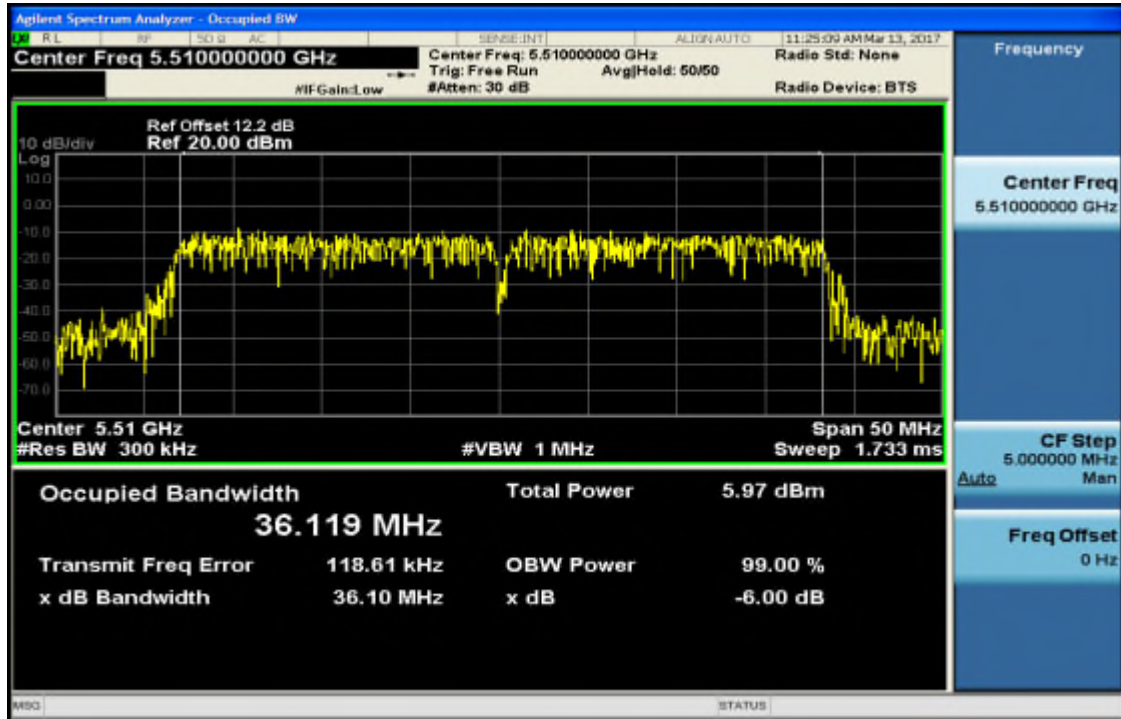 Agilent Spectrum Analyzer - Occupied BW
RL RF 50 Ω AC SENSE:INT ALIGN AUTO 11:25:09 AM Mar 13, 2017
Center Freq 5.510000000 GHz
Center Freq: 5.510000000 GHz
Radio Std: None
Trig: Free Run
Avg|Hold: 50/50
#IFGain:Low
#Atten: 30 dB
Radio Device: BTS
Ref Offset 12.2 dB
10 dB/div Ref 20.00 dBm
Log
10.0
0.00
-10.0
-20.0
-30.0
-40.0
-50.0
-60.0
-70.0
Center 5.51 GHz Span 50 MHz
#Res BW 300 kHz #VBW 1 MHz Sweep 1.733 ms
Occupied Bandwidth Total Power 5.97 dBm
36.119 MHz
Transmit Freq Error 118.61 kHz OBW Power 99.00 %
x dB Bandwidth 36.10 MHz x dB -6.00 dB
MSG STATUS
Frequency
Center Freq
5.510000000 GHz
CF Step
5.000000 MHz
Auto Man
Freq Offset
0 Hz